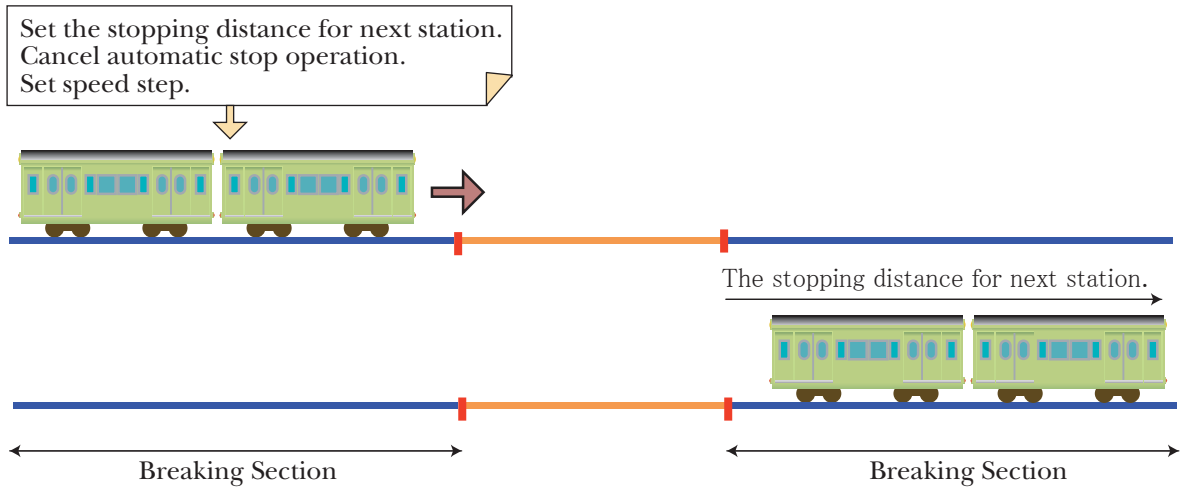 Set the stopping distance for next station.
Cancel automatic stop operation.
Set speed step.
The stopping distance for next station.
Breaking Section
Breaking Section